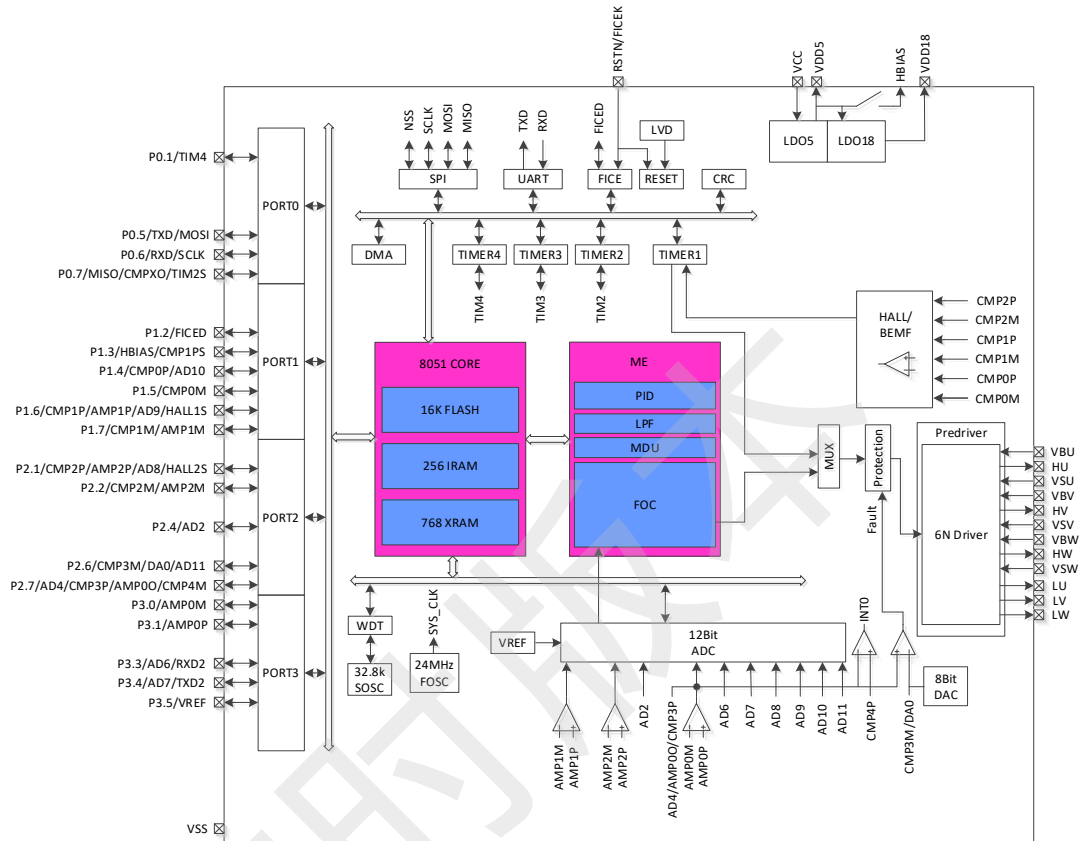 RSTN/FICEK
VCC
VDD5
HBIAS
VDD18
NSS
SCLK
MOSI
MISO
TXD
RXD
FICED
LVD
LDO5
LDO18
SPI
UART
FICE
RESET
CRC
DMA
TIMER4
TIMER3
TIMER2
TIMER1
TIM4
TIM3
TIM2
P0.1/TIM4
P0.5/TXD/MOSI
P0.6/RXD/SCLK
P0.7/MISO/CMPXO/TIM2S
PORT0
P1.2/FICED
P1.3/HBIAS/CMP1PS
P1.4/CMP0P/AD10
P1.5/CMP0M
P1.6/CMP1P/AMP1P/AD9/HALL1S
P1.7/CMP1M/AMP1M
PORT1
P2.1/CMP2P/AMP2P/AD8/HALL2S
P2.2/CMP2M/AMP2M
P2.4/AD2
P2.6/CMP3M/DA0/AD11
P2.7/AD4/CMP3P/AMP0O/CMP4M
PORT2
P3.0/AMP0M
P3.1/AMP0P
P3.3/AD6/RXD2
P3.4/AD7/TXD2
P3.5/VREF
PORT3
VSS
8051 CORE
16K FLASH
256 IRAM
768 XRAM
ME
PID
LPF
MDU
FOC
HALL/
BEMF
CMP2P
CMP2M
CMP1P
CMP1M
CMP0P
CMP0M
MUX
Protection
Fault
Predriver
6N Driver
VBU
HU
VSU
VBV
HV
VSV
VBW
HW
VSW
LU
LV
LW
WDT
32.8k
SOSC
SYS_CLK
24MHz
FOSC
VREF
12Bit
ADC
INT0
8Bit
DAC
AMP1M
AMP1P
AMP2M
AMP2P
AD2
AD4/AMP0O/CMP3P
AMP0M
AMP0P
AD6
AD7
AD8
AD9
AD10
AD11
CMP4P
CMP3M/DA0
时版本